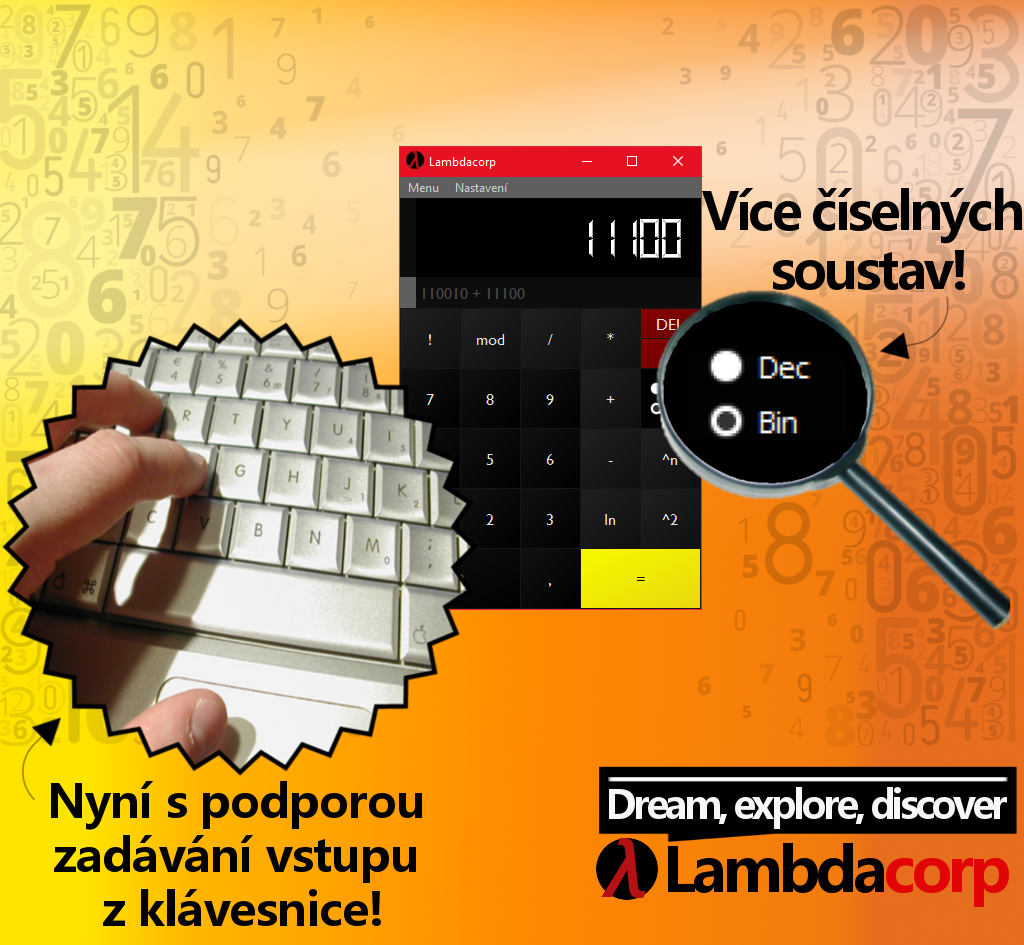 Lambdacorp
Menu Nastavení
11100
110010 + 11100
Více číselných
soustav!
! mod / * DEL
7 8 9 +
Dec
Bin
5 6 - ^n
2 3 ln ^2
, =
R T Y U I
G H J K
C V B N M
Nyní s podporou
zadávání vstupu
z klávesnice!
Dream, explore, discover
λ Lambdacorp